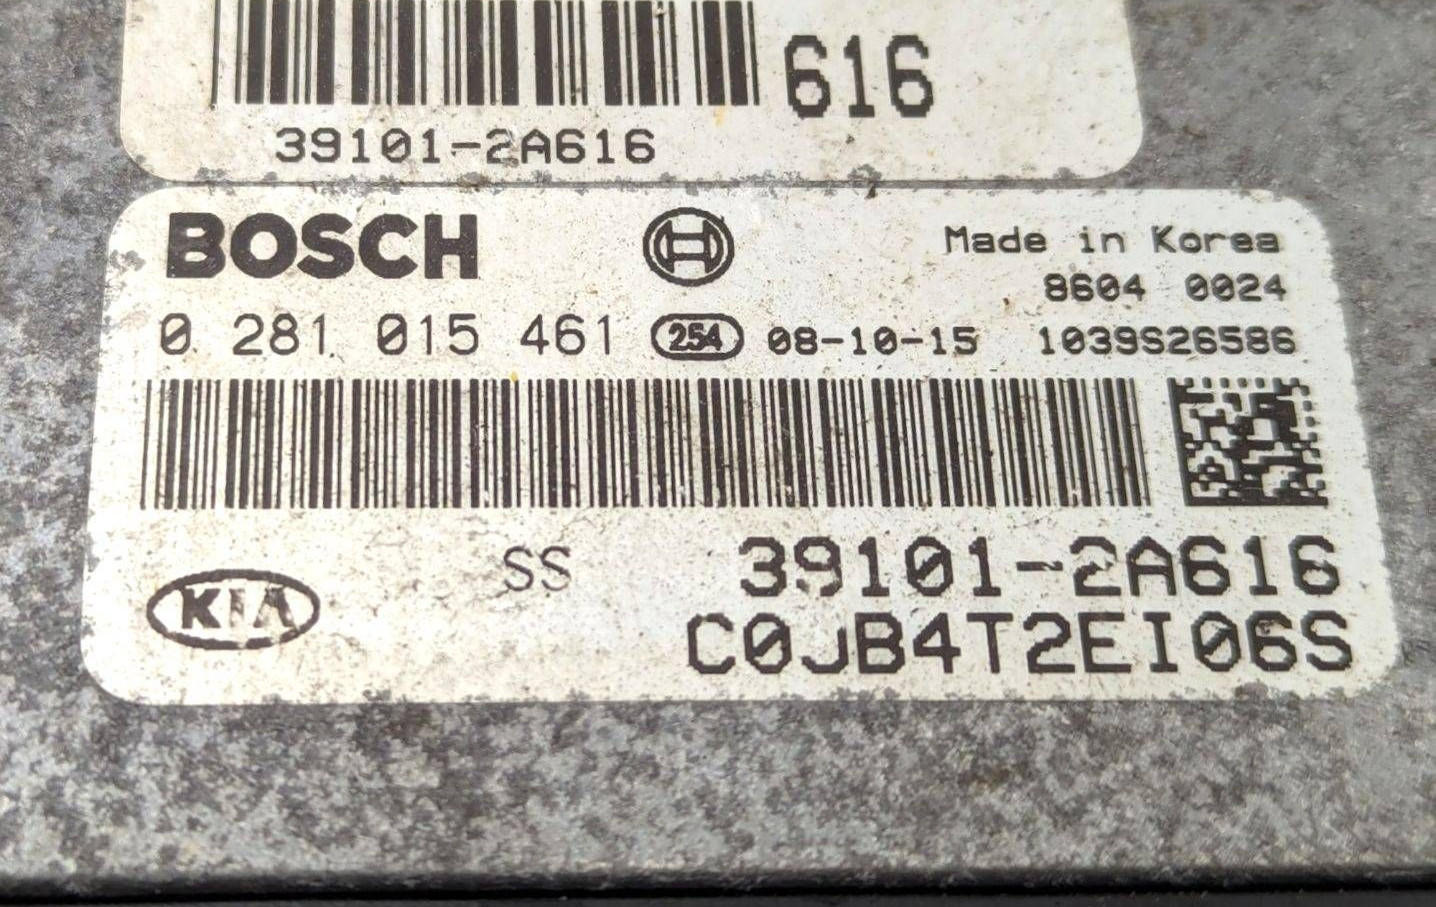 616
39101-2A616
BOSCH
Made in Korea
8604 0024
0 281 015 461 254 08-10-15 1039S26586
SS 39101-2A616
KIA C0JB4T2EI06S